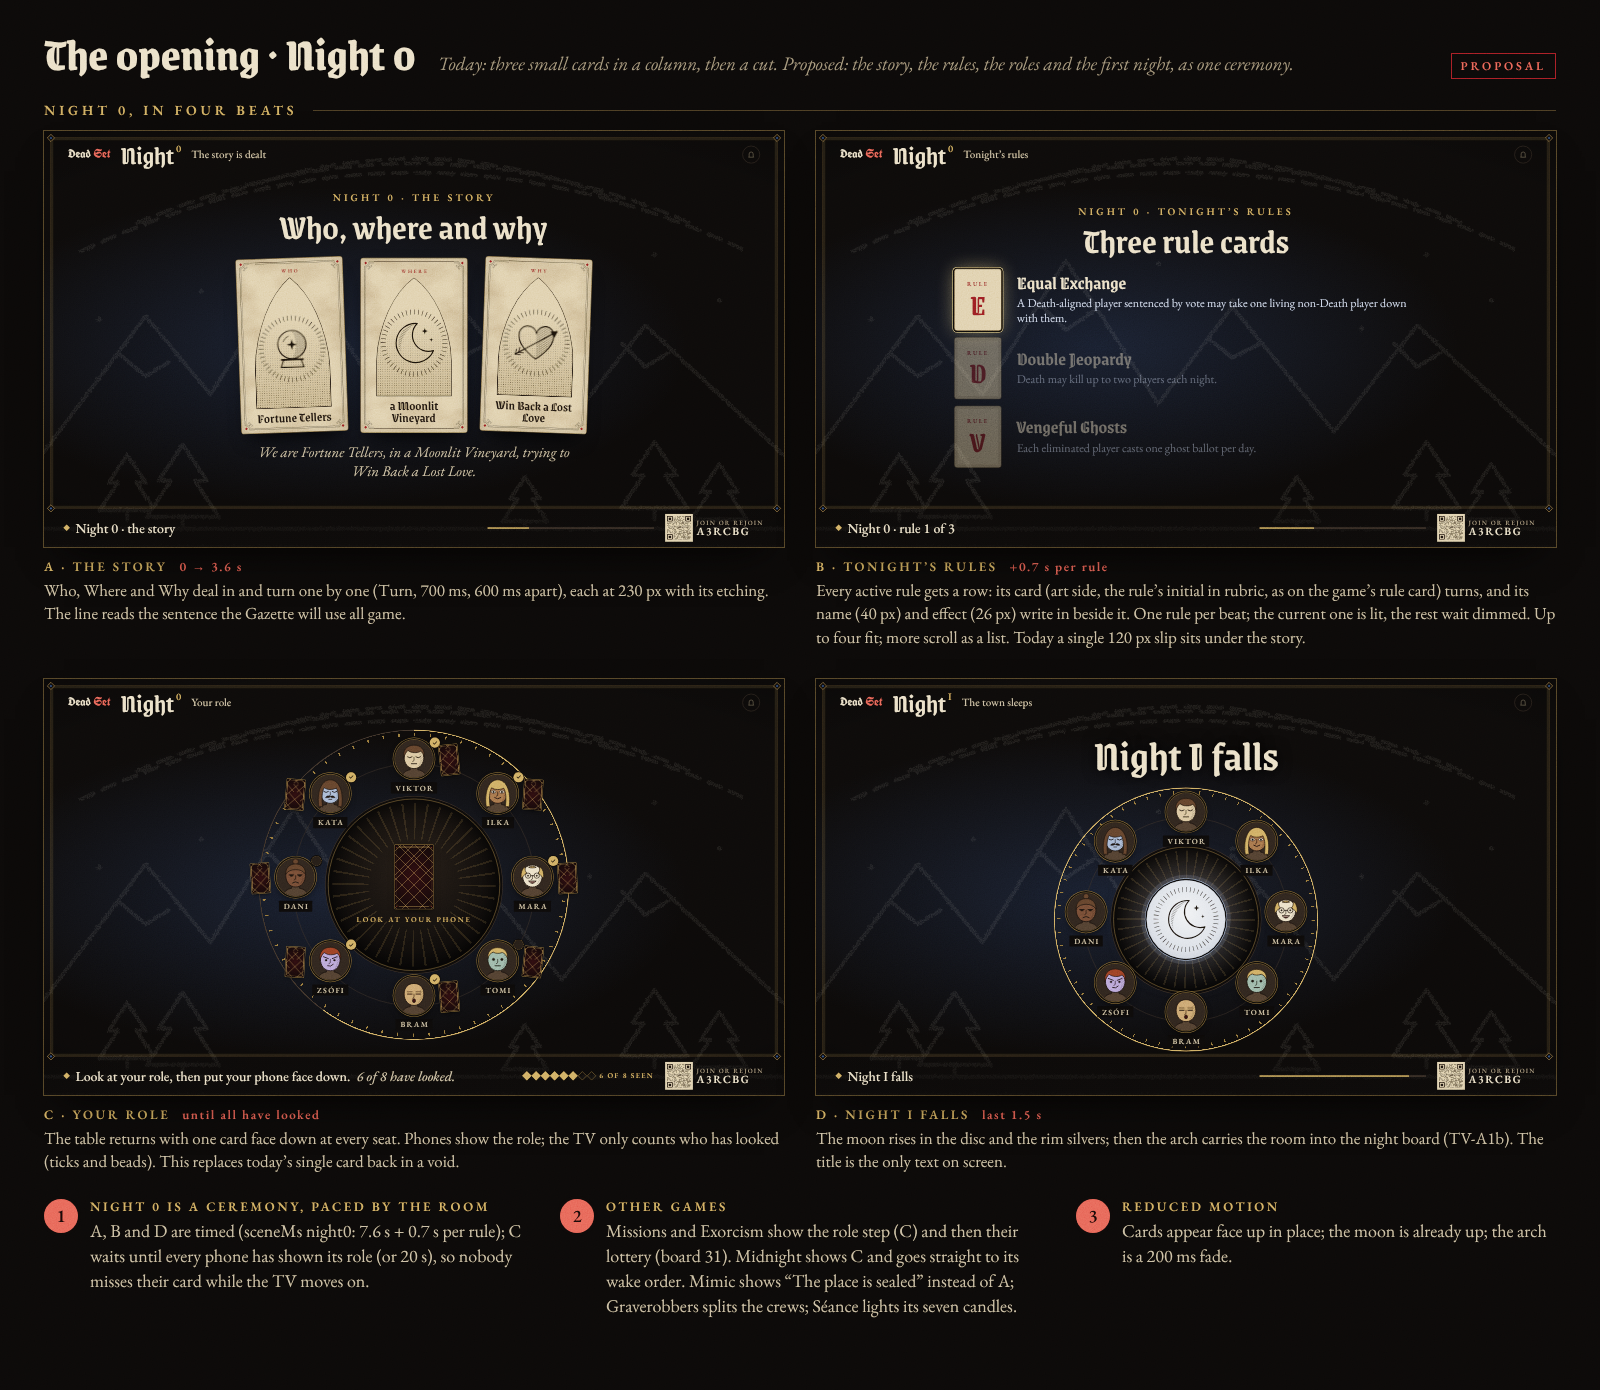 The opening · Night 0
Today: three small cards in a column, then a cut. Proposed: the story, the rules, the roles and the first night, as one ceremony.
PROPOSAL
NIGHT 0, IN FOUR BEATS
Dead Set Night 0 The story is dealt
NIGHT 0 · THE STORY
Who, where and why
WHO
WHERE
WHY
Fortune Tellers
a Moonlit
Vineyard
Win Back a Lost
Love
We are Fortune Tellers, in a Moonlit Vineyard, trying to
Win Back a Lost Love.
Night 0 · the story
JOIN OR REJOIN
A3RCBG
A · THE STORY 0 → 3.6 s
Who, Where and Why deal in and turn one by one (Turn, 700 ms, 600 ms apart), each at 230 px with its etching.
The line reads the sentence the Gazette will use all game.
Dead Set Night 0 Tonight's rules
NIGHT 0 · TONIGHT'S RULES
Three rule cards
RULE
E
Equal Exchange
A Death-aligned player sentenced by vote may take one living non-Death player down
with them.
RULE
D
Double Jeopardy
Death may kill up to two players each night.
RULE
V
Vengeful Ghosts
Each eliminated player casts one ghost ballot per day.
Night 0 · rule 1 of 3
JOIN OR REJOIN
A3RCBG
B · TONIGHT'S RULES +0.7 s per rule
Every active rule gets a row: its card (art side, the rule's initial in rubric, as on the game's rule card) turns, and its
name (40 px) and effect (26 px) write in beside it. One rule per beat; the current one is lit, the rest wait dimmed. Up
to four fit; more scroll as a list. Today a single 120 px slip sits under the story.
Dead Set Night 0 Your role
VIKTOR
KATA
ILKA
DANI
MARA
LOOK AT YOUR PHONE
ZSÓFI
TOMI
BRAM
Look at your role, then put your phone face down. 6 of 8 have looked.
6 OF 8 SEEN
JOIN OR REJOIN
A3RCBG
C · YOUR ROLE until all have looked
The table returns with one card face down at every seat. Phones show the role; the TV only counts who has looked
(ticks and beads). This replaces today's single card back in a void.
Dead Set Night I The town sleeps
Night I falls
VIKTOR
KATA
ILKA
DANI
MARA
ZSÓFI
TOMI
BRAM
Night I falls
JOIN OR REJOIN
A3RCBG
D · NIGHT I FALLS last 1.5 s
The moon rises in the disc and the rim silvers; then the arch carries the room into the night board (TV-A1b). The
title is the only text on screen.
1
NIGHT 0 IS A CEREMONY, PACED BY THE ROOM
A, B and D are timed (sceneMs night0: 7.6 s + 0.7 s per rule); C
waits until every phone has shown its role (or 20 s), so nobody
misses their card while the TV moves on.
2
OTHER GAMES
Missions and Exorcism show the role step (C) and then their
lottery (board 31). Midnight shows C and goes straight to its
wake order. Mimic shows “The place is sealed” instead of A;
Graverobbers splits the crews; Séance lights its seven candles.
3
REDUCED MOTION
Cards appear face up in place; the moon is already up; the arch
is a 200 ms fade.